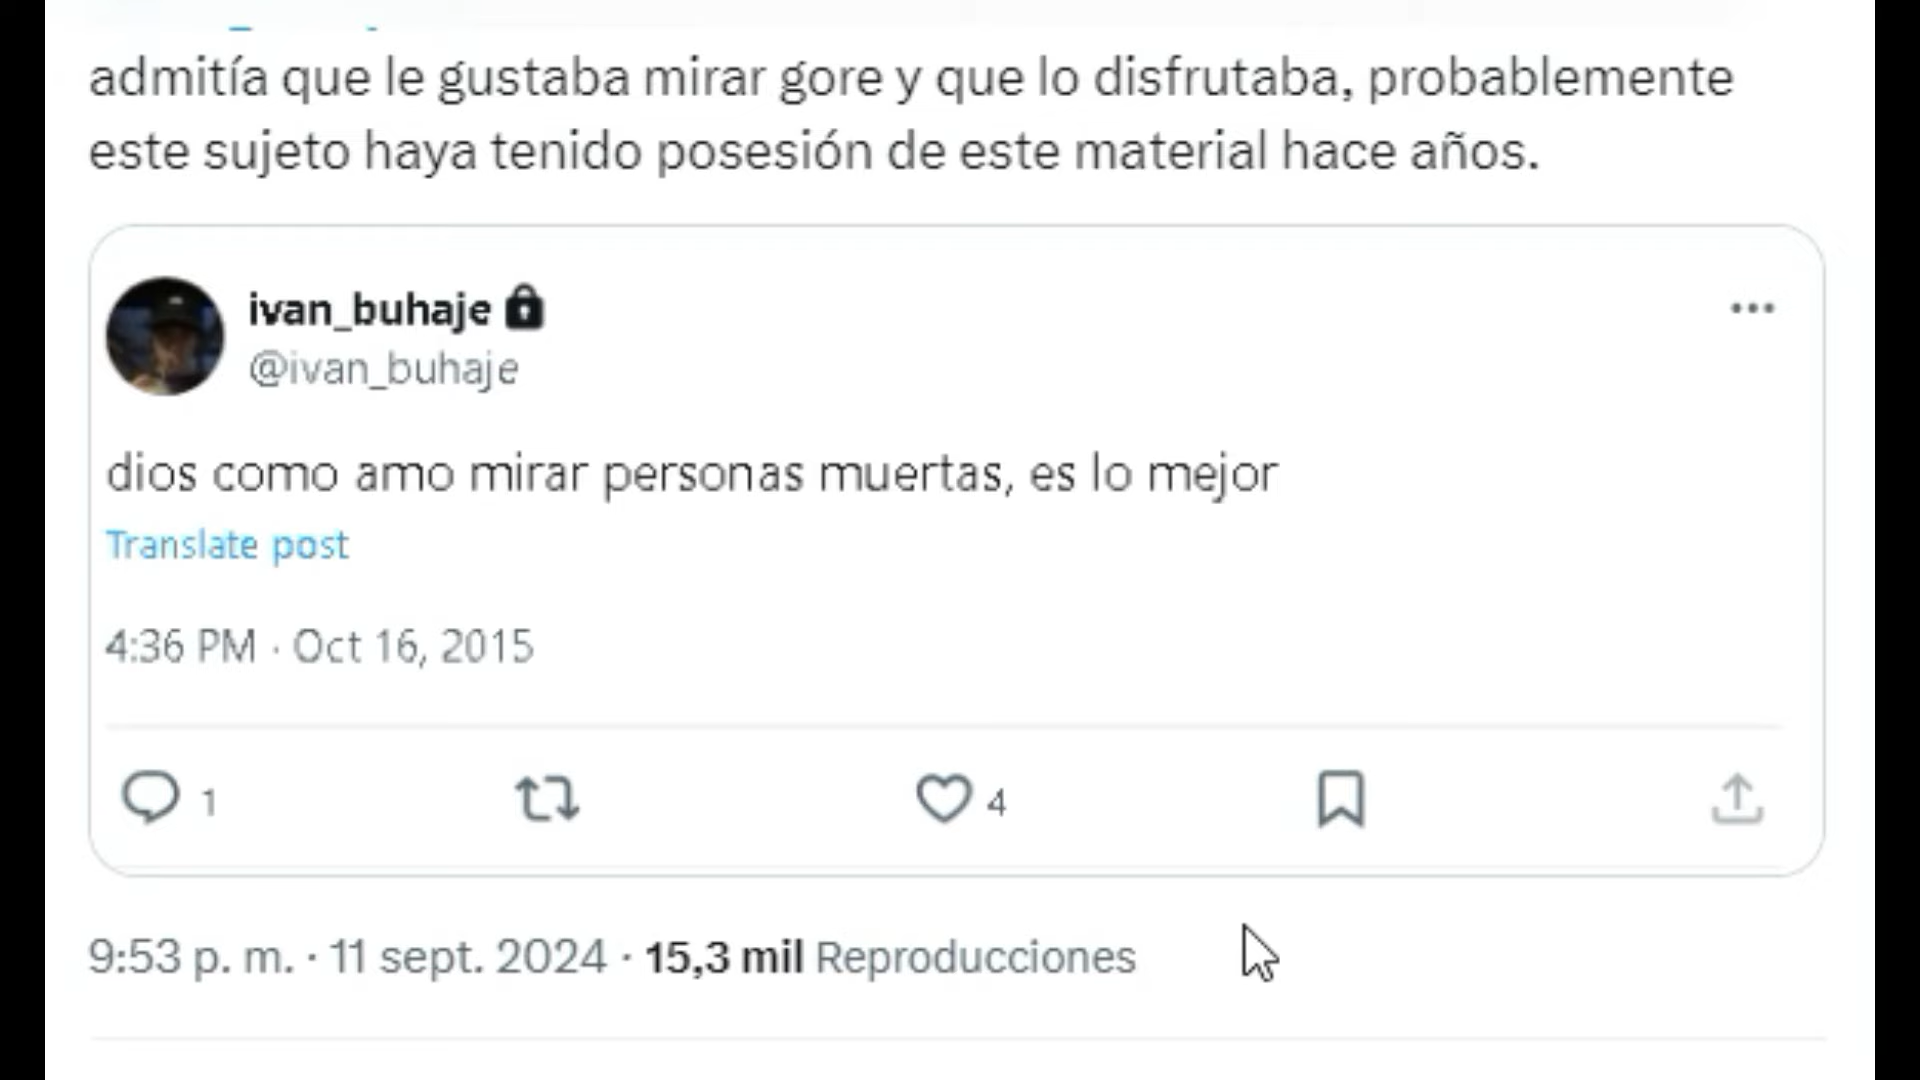 admitía que le gustaba mirar gore y que lo disfrutaba, probablemente
este sujeto haya tenido posesión de este material hace años.
ivan_buhaje
@ivan_buhaje
dios como amo mirar personas muertas, es lo mejor
Translate post
4:36 PM · Oct 16, 2015
1 4
9:53 p. m. · 11 sept. 2024 · 15,3 mil Reproducciones